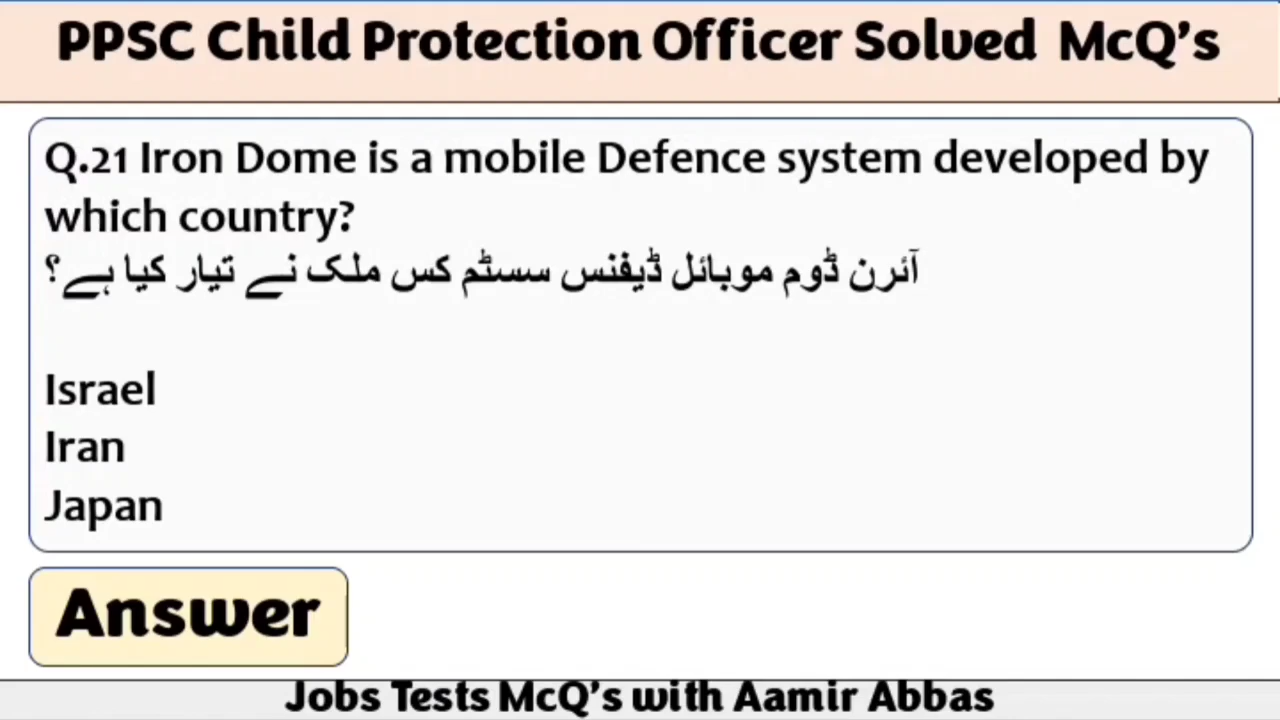 PPSC Child Protection Officer Solved McQ's
Q.21 Iron Dome is a mobile Defence system developed by
which country?
آئرن ڈوم موبائل ڈیفنس سسٹم کس ملک نے تیار کیا ہے؟
Israel
Iran
Japan
Answer
Jobs Tests McQ's with Aamir Abbas